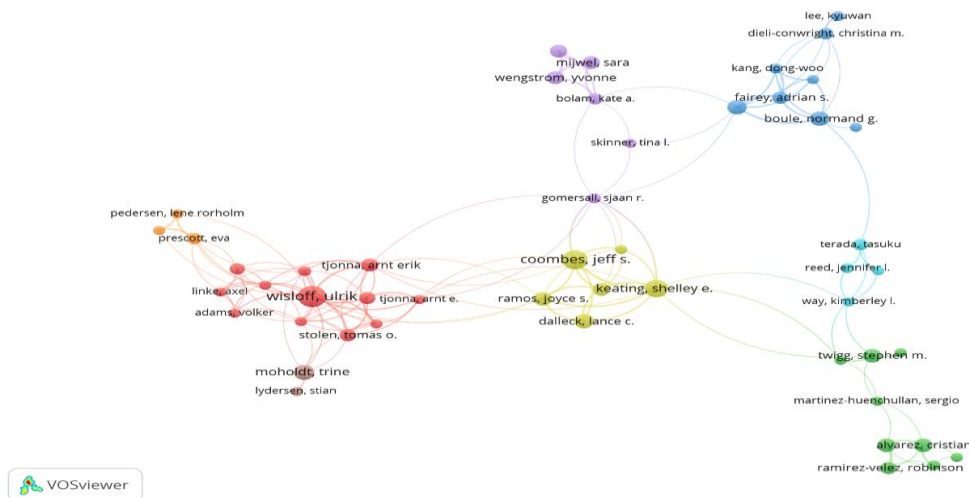 lee, kyuwan
dieli-conwright, christina m.
mijwel, sara
wengstrom, yvonne
kang, dong-woo
bolam, kate a.
fairey, adrian s.
boule, normand g.
skinner, tina l.
gomersall, sjaan r.
pedersen, lene rorholm
prescott, eva
terada, tasuku
coombes, jeff s.
tjonna, arnt erik
reed, jennifer l.
linke, axel
wisloff, ulrik
tjonna, arnt e.
ramos, joyce s.
keating, shelley e.
way, kimberley l.
adams, volker
dalleck, lance c.
stolen, tomas o.
twigg, stephen m.
moholdt, trine
lydersen, stian
martinez-huenchullan, sergio
alvarez, cristian
ramirez-velez, robinson
VOSviewer